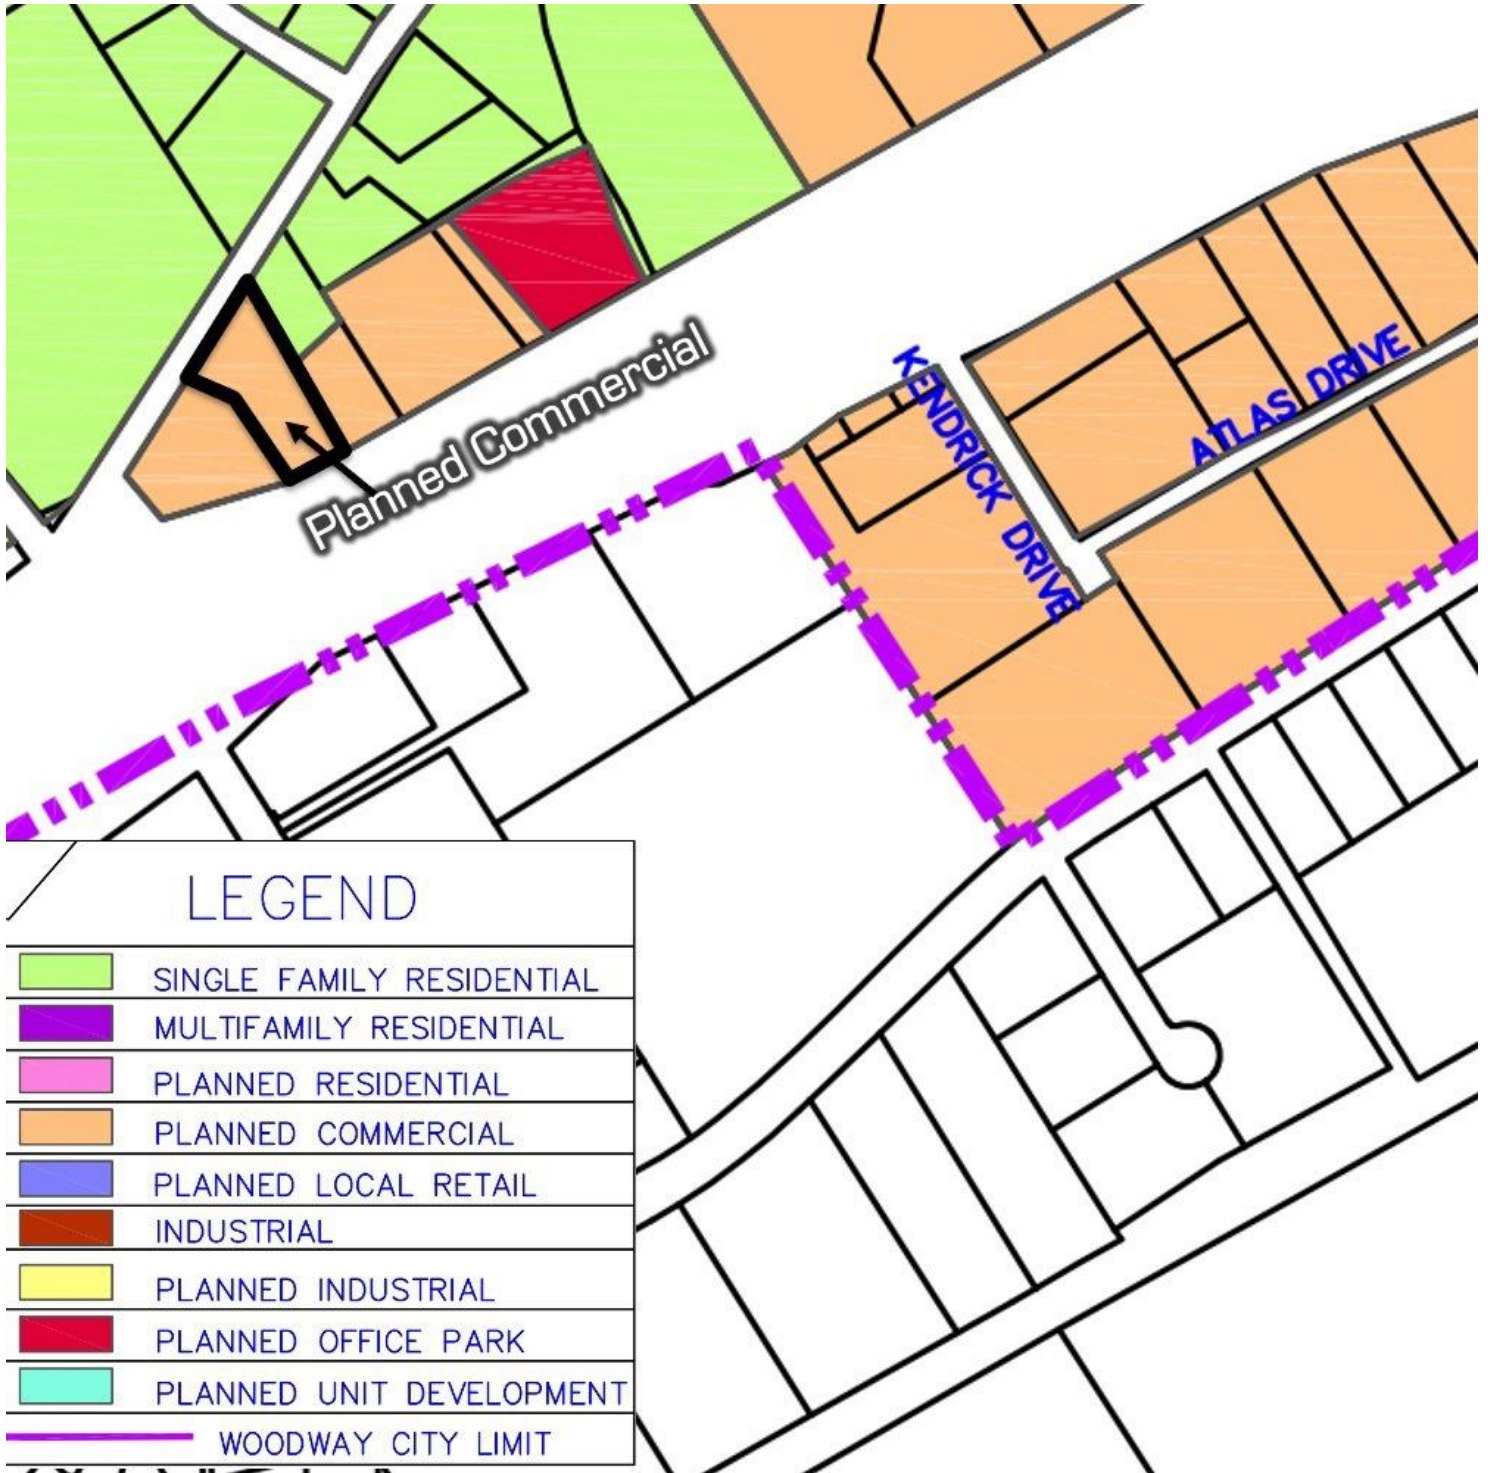 Planned Commercial
KENDRICK DRIVE
ATLAS DRIVE
LEGEND
SINGLE FAMILY RESIDENTIAL
MULTIFAMILY RESIDENTIAL
PLANNED RESIDENTIAL
PLANNED COMMERCIAL
PLANNED LOCAL RETAIL
INDUSTRIAL
PLANNED INDUSTRIAL
PLANNED OFFICE PARK
PLANNED UNIT DEVELOPMENT
WOODWAY CITY LIMIT